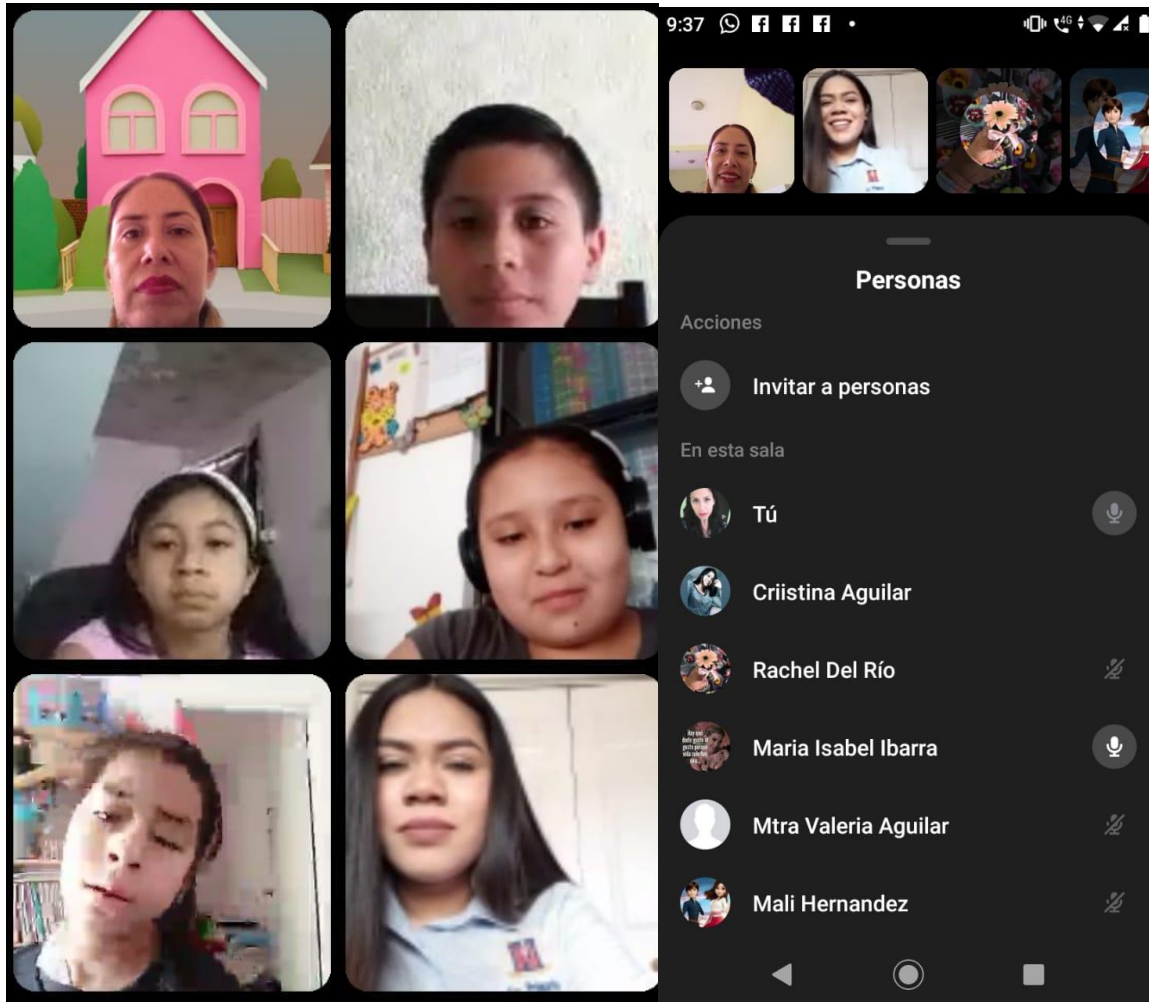 9:37
4G
Personas
Acciones
Invitar a personas
En esta sala
Tú
Criistina Aguilar
Rachel Del Río
Maria Isabel Ibarra
Mtra Valeria Aguilar
Mali Hernandez